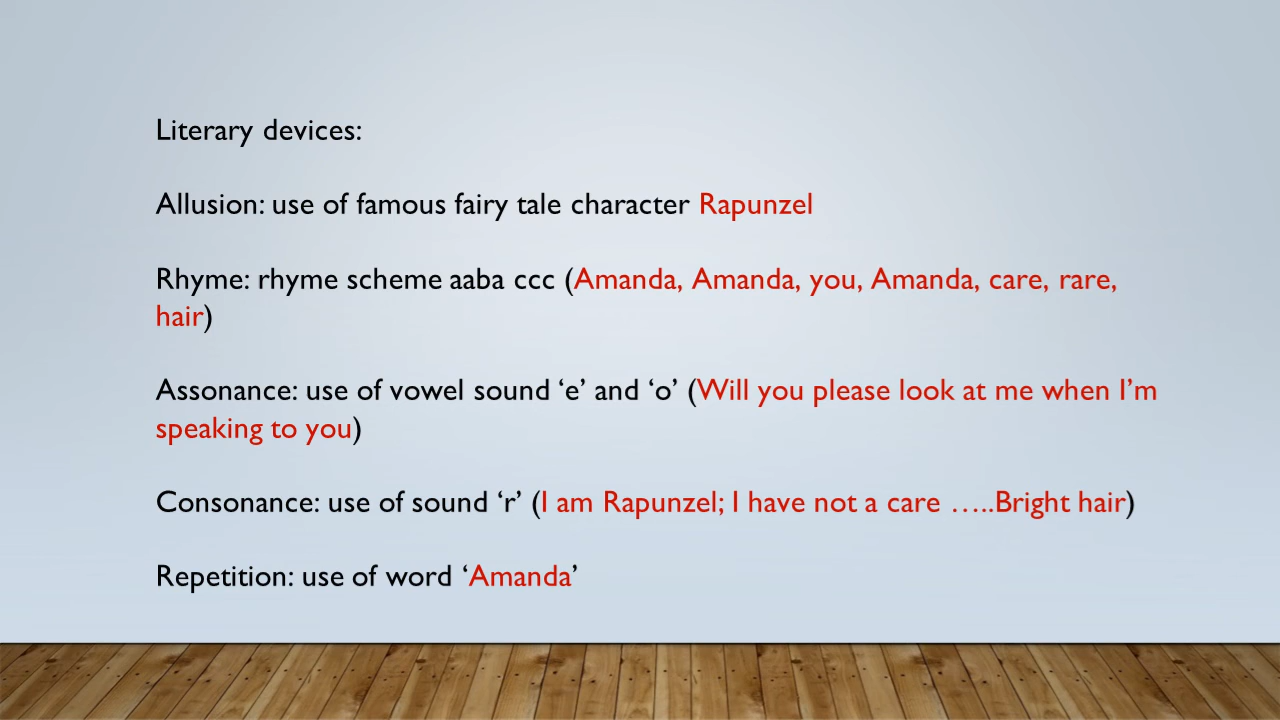 Literary devices:
Allusion: use of famous fairy tale character Rapunzel
Rhyme: rhyme scheme aaba ccc (Amanda, Amanda, you, Amanda, care, rare,
hair)
Assonance: use of vowel sound ‘e’ and ‘o’ (Will you please look at me when I’m
speaking to you)
Consonance: use of sound ‘r’ (I am Rapunzel; I have not a care …..Bright hair)
Repetition: use of word ‘Amanda’